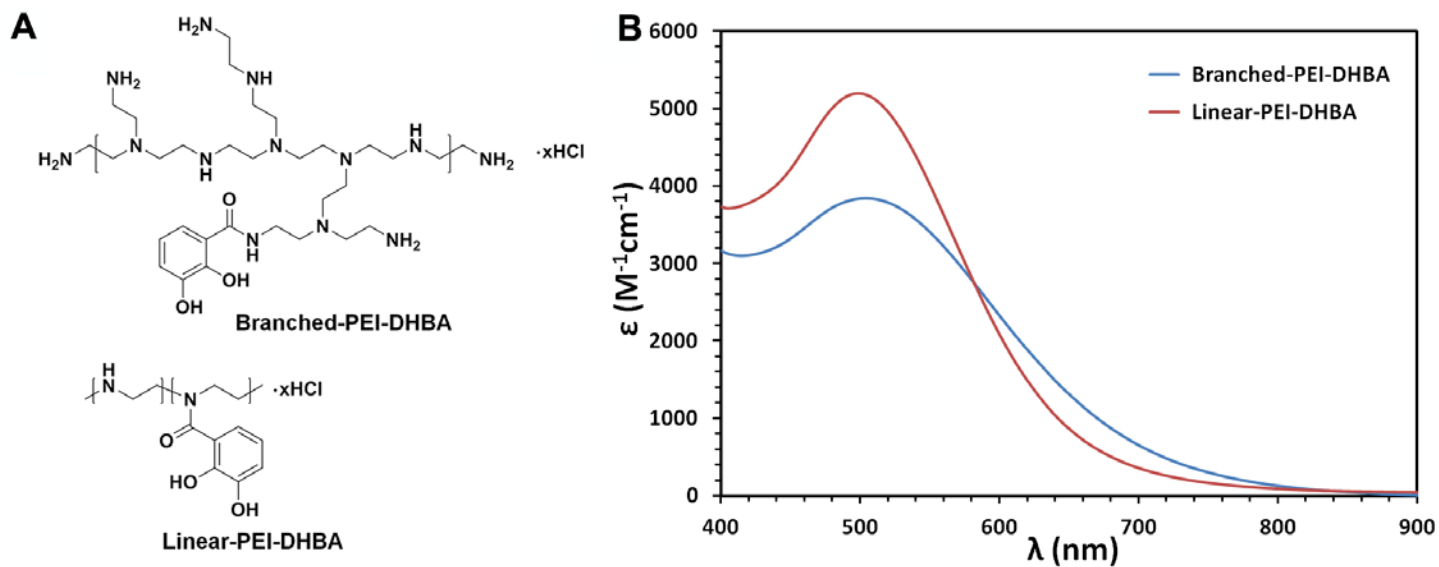 A
H₂N
NH₂
NH
H₂N
N
N
H
N
N
H
N
NH₂
·xHCl
O
N
H
N
NH₂
OH
OH
Branched-PEI-DHBA
H
N
N
·xHCl
O
HO
OH
Linear-PEI-DHBA
B
6000
5000
4000
3000
2000
1000
0
ε (M⁻¹cm⁻¹)
Branched-PEI-DHBA
Linear-PEI-DHBA
400 500 600 700 800 900
λ (nm)